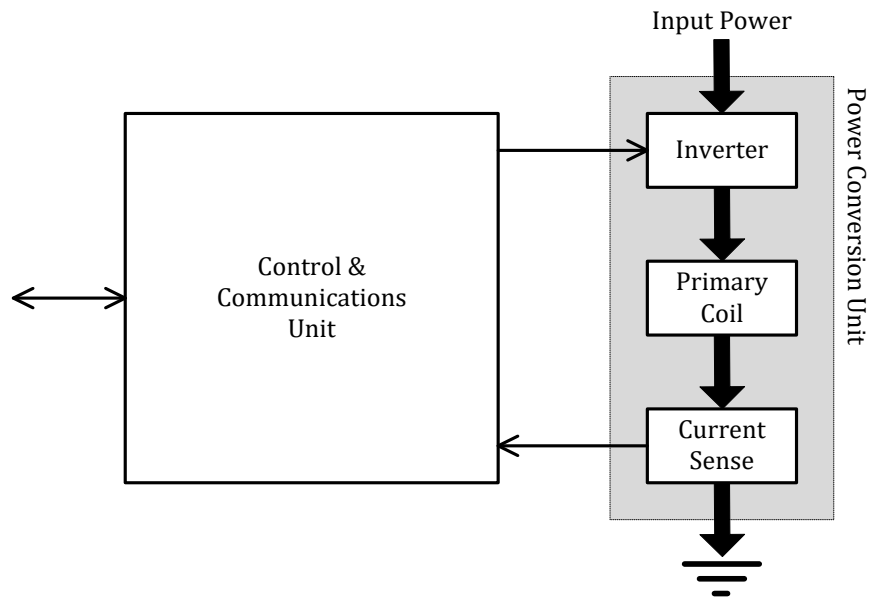 Input Power
Inverter
Control &
Communications
Unit
Primary
Coil
Current
Sense
Power Conversion Unit